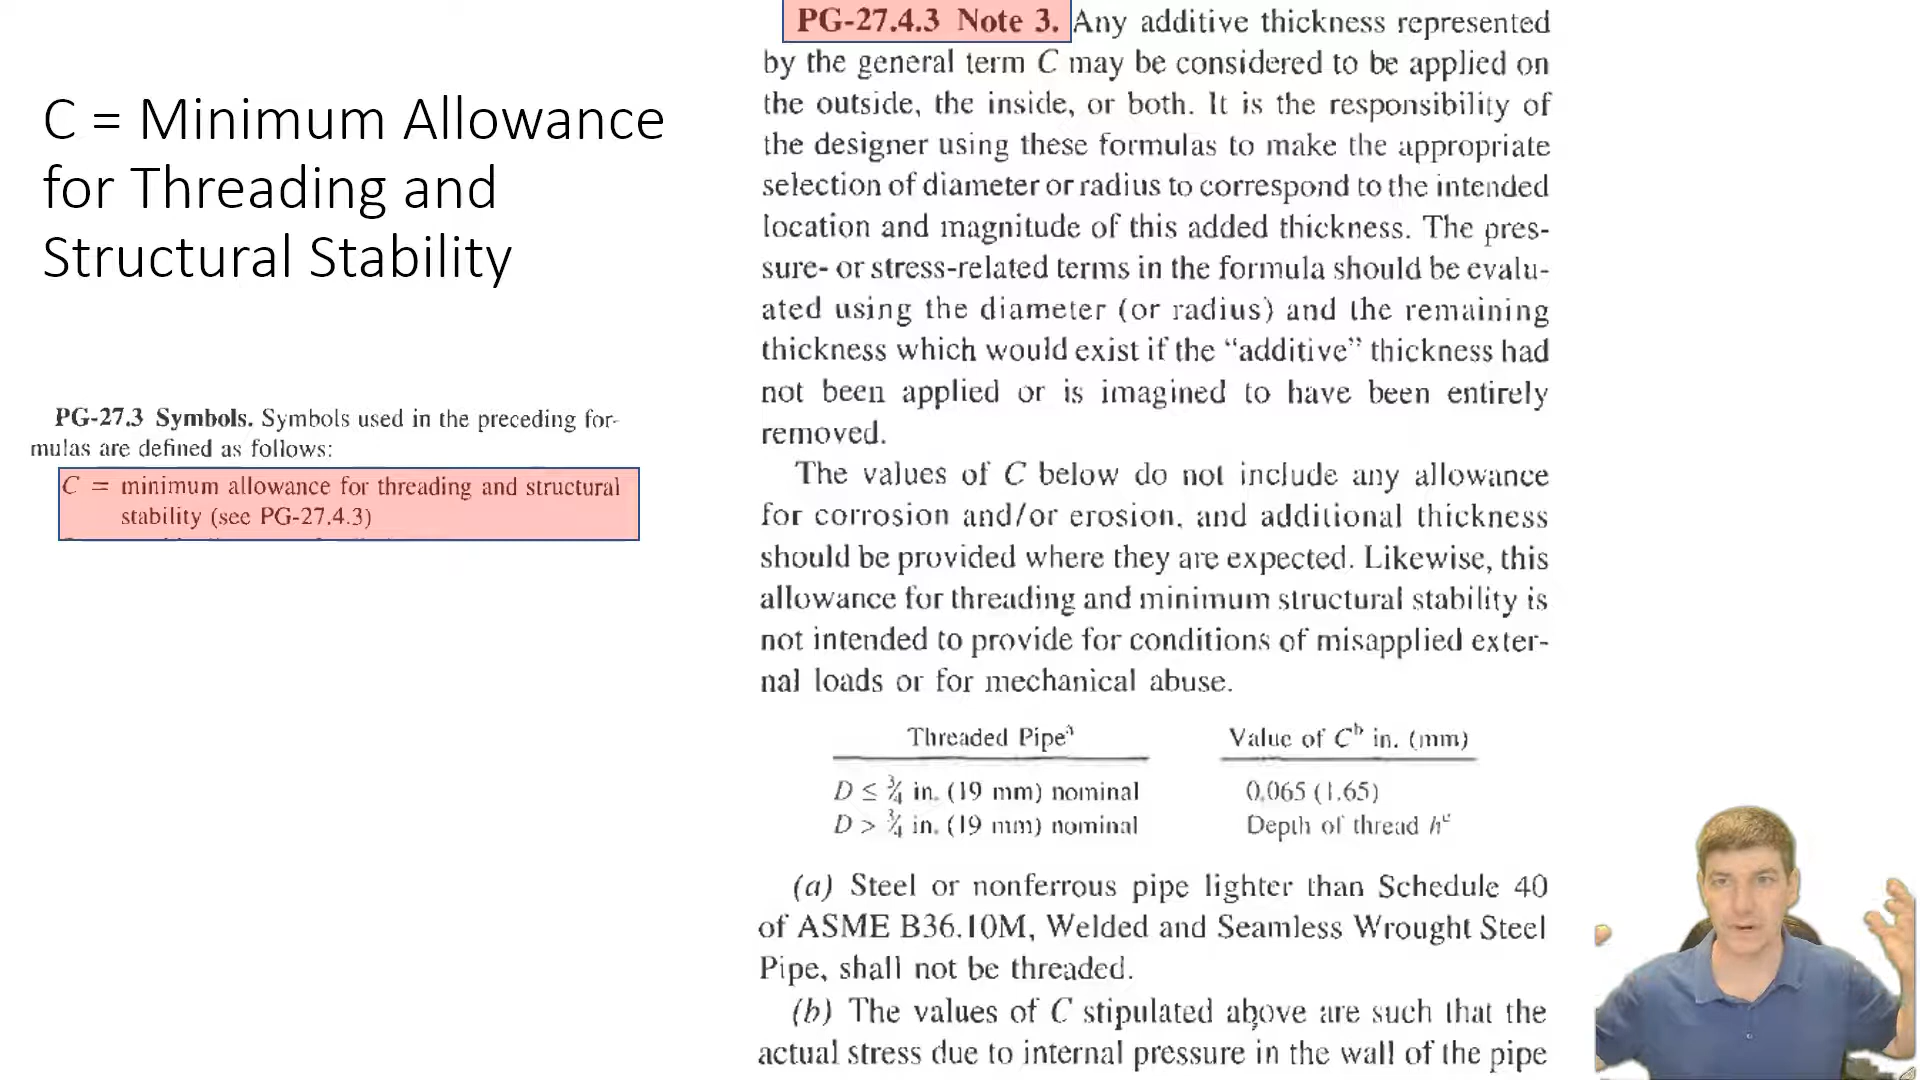 C = Minimum Allowance
for Threading and
Structural Stability
PG-27.3 Symbols. Symbols used in the preceding for-
mulas are defined as follows:
C = minimum allowance for threading and structural
stability (see PG-27.4.3)
PG-27.4.3 Note 3. Any additive thickness represented
by the general term C may be considered to be applied on
the outside, the inside, or both. It is the responsibility of
the designer using these formulas to make the appropriate
selection of diameter or radius to correspond to the intended
location and magnitude of this added thickness. The pres-
sure- or stress-related terms in the formula should be evalu-
ated using the diameter (or radius) and the remaining
thickness which would exist if the “additive” thickness had
not been applied or is imagined to have been entirely
removed.
The values of C below do not include any allowance
for corrosion and/or erosion, and additional thickness
should be provided where they are expected. Likewise, this
allowance for threading and minimum structural stability is
not intended to provide for conditions of misapplied exter-
nal loads or for mechanical abuse.
Threaded Pipeᵃ Value of Cᵇ in. (mm)
D ≤ ¾ in. (19 mm) nominal 0.065 (1.65)
D > ¾ in. (19 mm) nominal Depth of thread hᶜ
(a) Steel or nonferrous pipe lighter than Schedule 40
of ASME B36.10M, Welded and Seamless Wrought Steel
Pipe, shall not be threaded.
(b) The values of C stipulated above are such that the
actual stress due to internal pressure in the wall of the pipe